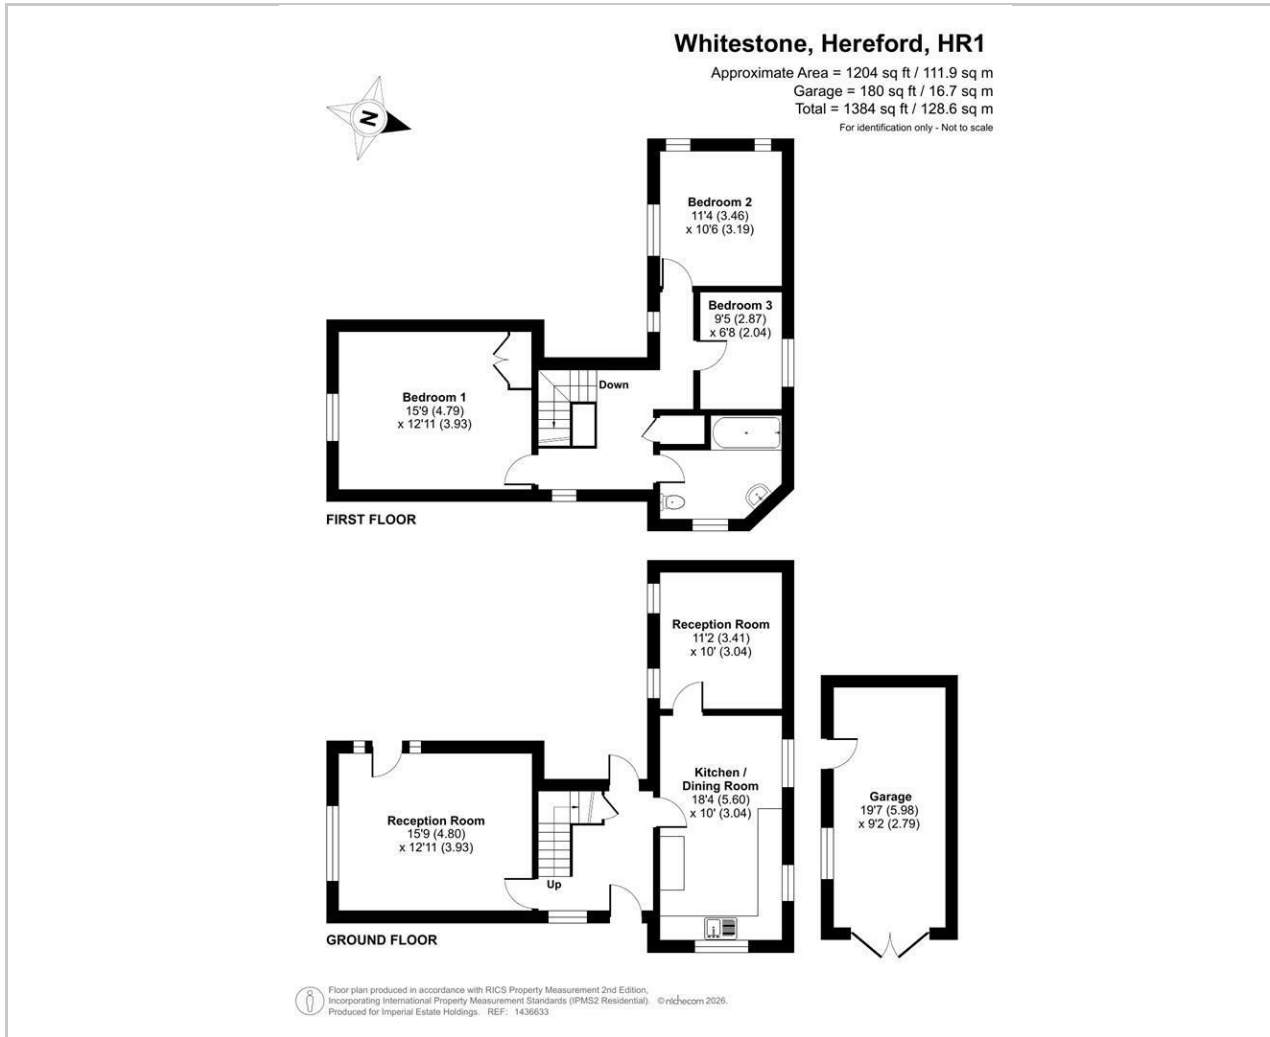 Whitestone, Hereford, HR1
Approximate Area = 1204 sq ft / 111.9 sq m
Garage = 180 sq ft / 16.7 sq m
Total = 1384 sq ft / 128.6 sq m
For identification only - Not to scale
N
Bedroom 2
11'4 (3.46)
x 10'6 (3.19)
Bedroom 3
9'5 (2.87)
x 6'8 (2.04)
Down
Bedroom 1
15'9 (4.79)
x 12'11 (3.93)
FIRST FLOOR
Reception Room
11'2 (3.41)
x 10' (3.04)
Kitchen /
Dining Room
18'4 (5.60)
x 10' (3.04)
Garage
19'7 (5.98)
x 9'2 (2.79)
Reception Room
15'9 (4.80)
x 12'11 (3.93)
Up
GROUND FLOOR
Floor plan produced in accordance with RICS Property Measurement 2nd Edition,
Incorporating International Property Measurement Standards (IPMS2 Residential). ©nichecom 2026.
Produced for Imperial Estate Holdings. REF: 1436633